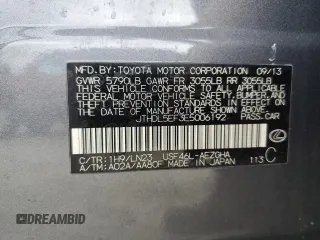 MFD. BY: TOYOTA MOTOR CORPORATION 09/13
GVWR 5790LB GAWR FR 3055LB RR 3055LB
THIS VEHICLE CONFORMS TO ALL APPLICABLE
FEDERAL MOTOR VEHICLE SAFETY, BUMPER, AND
THEFT PREVENTION STANDARDS IN EFFECT ON THE
DATE OF MANUFACTURE SHOWN ABOVE.
JTHDL5EF3E5006192 PASS.CAR
C/TR: 1H9/LN23 USF46L-AEZGHA
A/TM: A02A/AA80F MADE IN JAPAN 113 C
AUTOBIDCAR